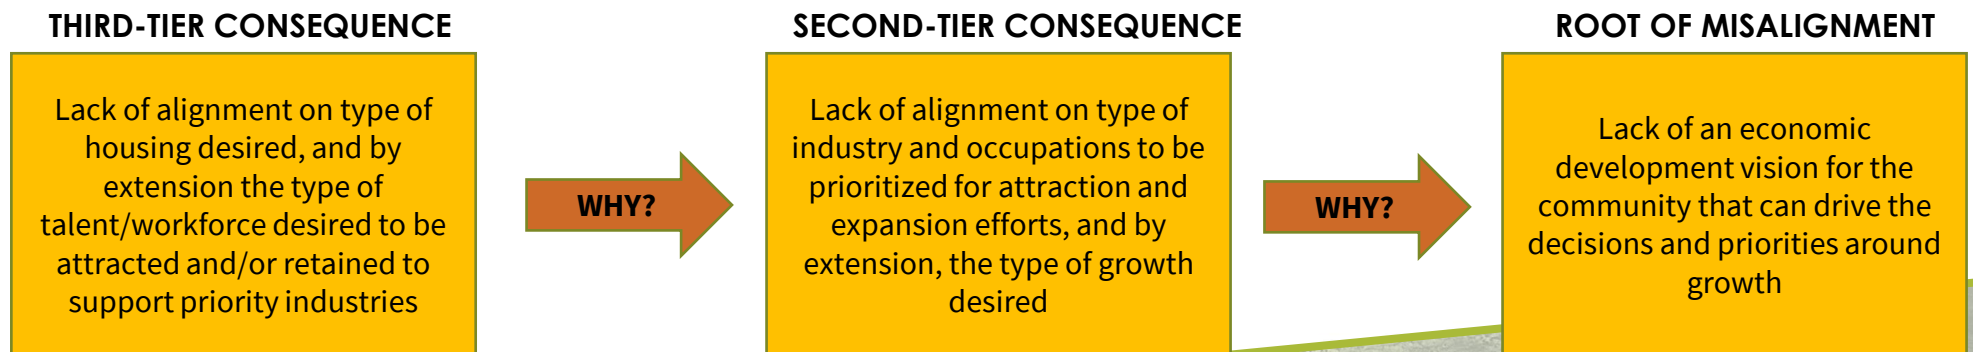 THIRD-TIER CONSEQUENCE
Lack of alignment on type of
housing desired, and by
extension the type of
talent/workforce desired to be
attracted and/or retained to
support priority industries
WHY?
SECOND-TIER CONSEQUENCE
Lack of alignment on type of
industry and occupations to be
prioritized for attraction and
expansion efforts, and by
extension, the type of growth
desired
WHY?
ROOT OF MISALIGNMENT
Lack of an economic
development vision for the
community that can drive the
decisions and priorities around
growth